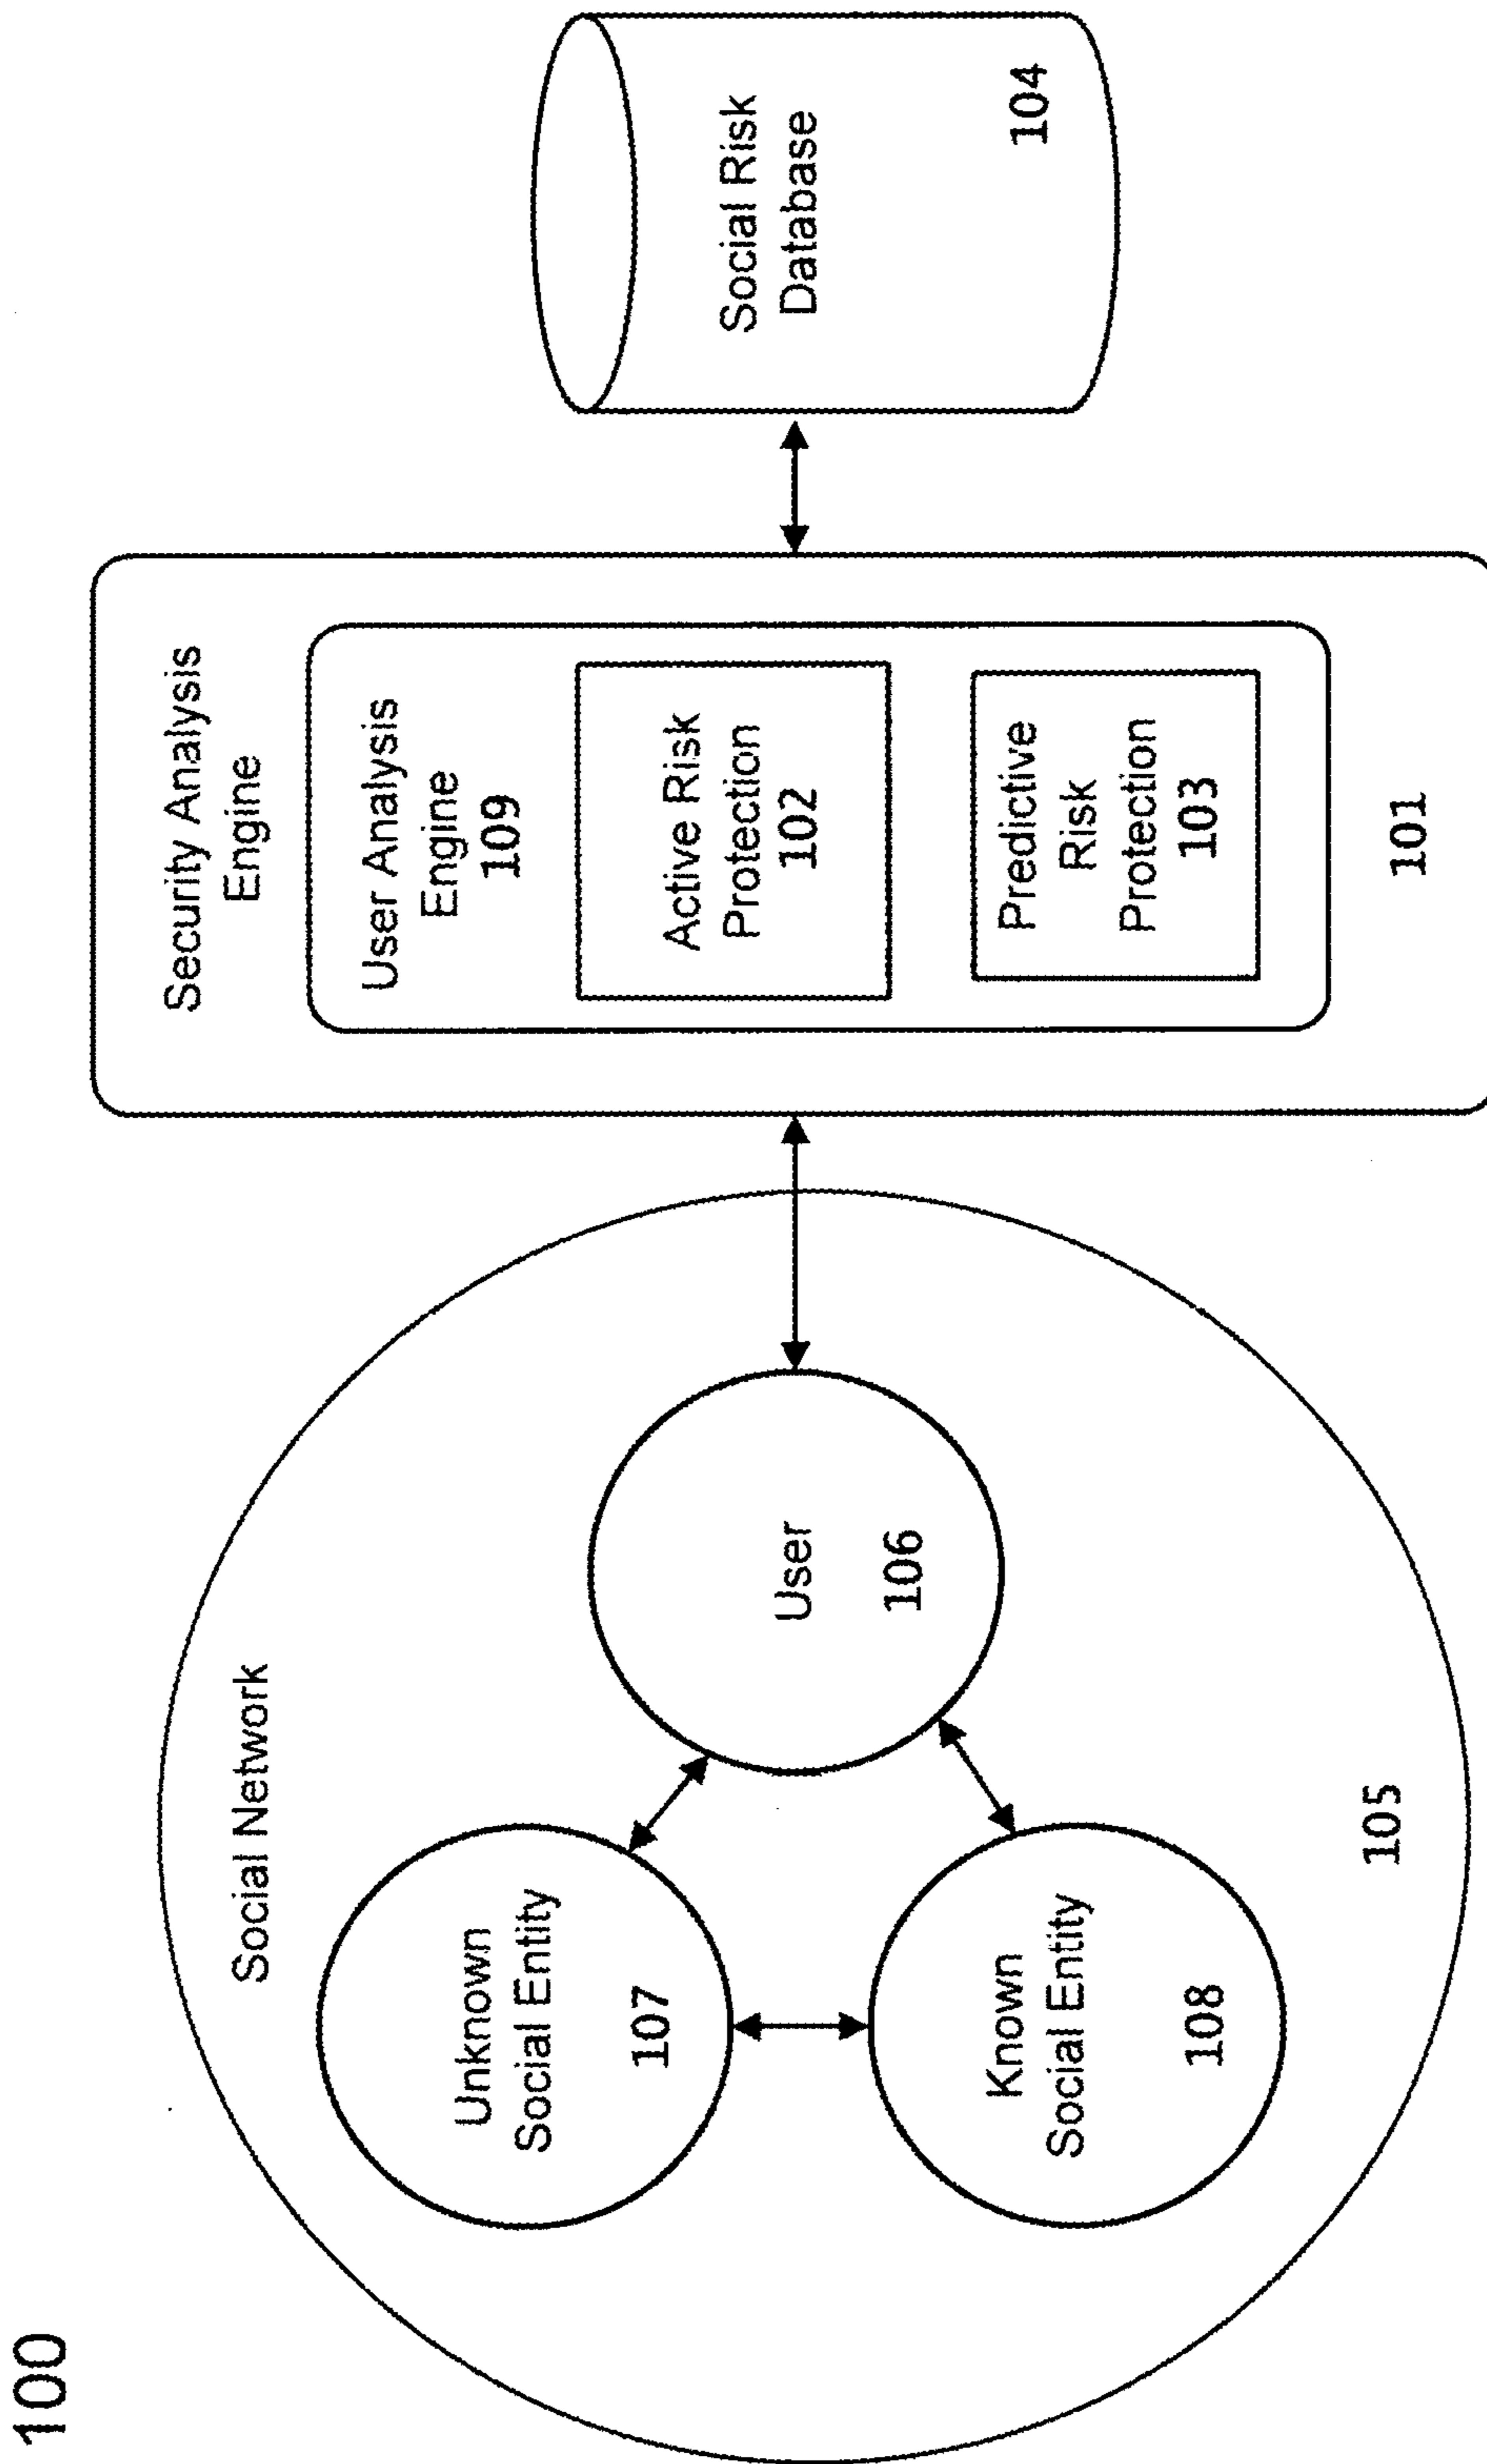 100
Social Network
Unknown
Social Entity
107
Known
Social Entity
108
User
106
105
Security Analysis
Engine
User Analysis
Engine
109
Active Risk
Protection
102
Predictive
Risk
Protection
103
101
Social Risk
Database
104